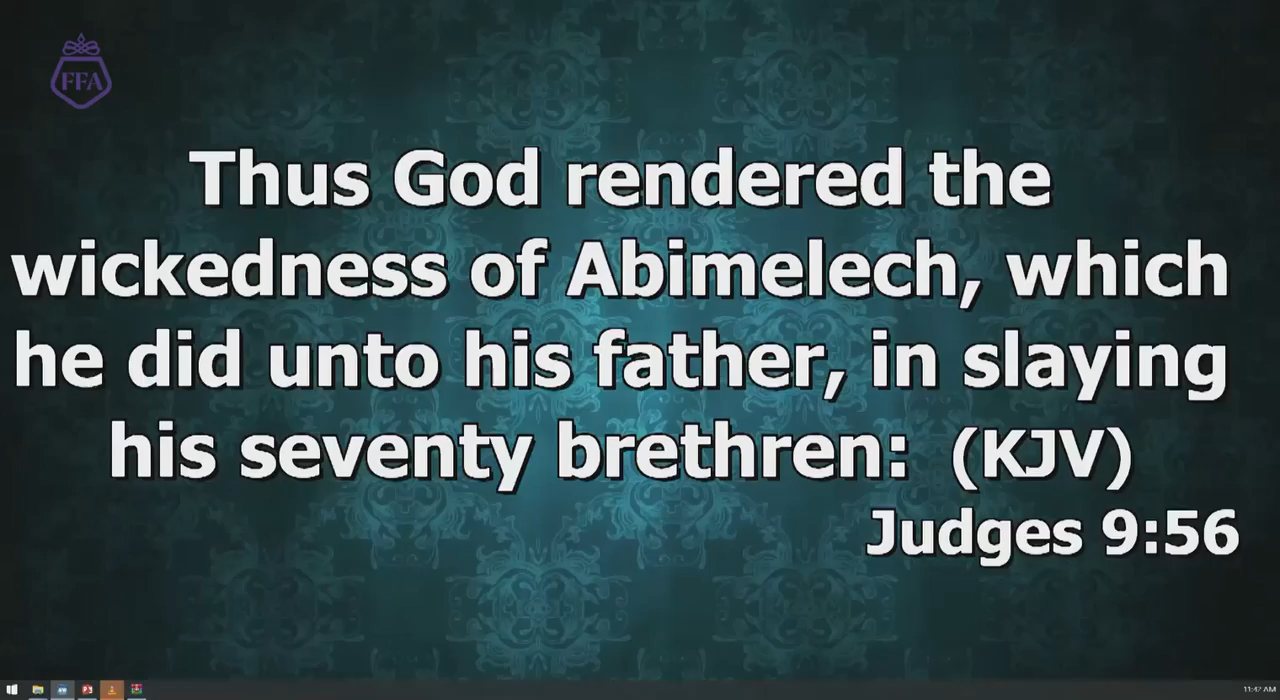 FFA
Thus God rendered the
wickedness of Abimelech, which
he did unto his father, in slaying
his seventy brethren: (KJV)
Judges 9:56
11:42 AM